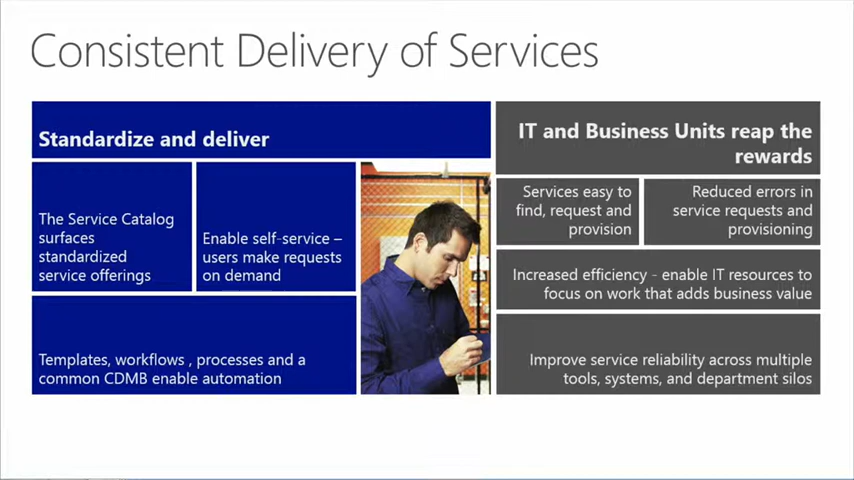 Consistent Delivery of Services
Standardize and deliver
The Service Catalog
surfaces
standardized
service offerings
Enable self-service –
users make requests
on demand
Templates, workflows , processes and a
common CDMB enable automation
IT and Business Units reap the
rewards
Services easy to
find, request and
provision
Reduced errors in
service requests and
provisioning
Increased efficiency - enable IT resources to
focus on work that adds business value
Improve service reliability across multiple
tools, systems, and department silos